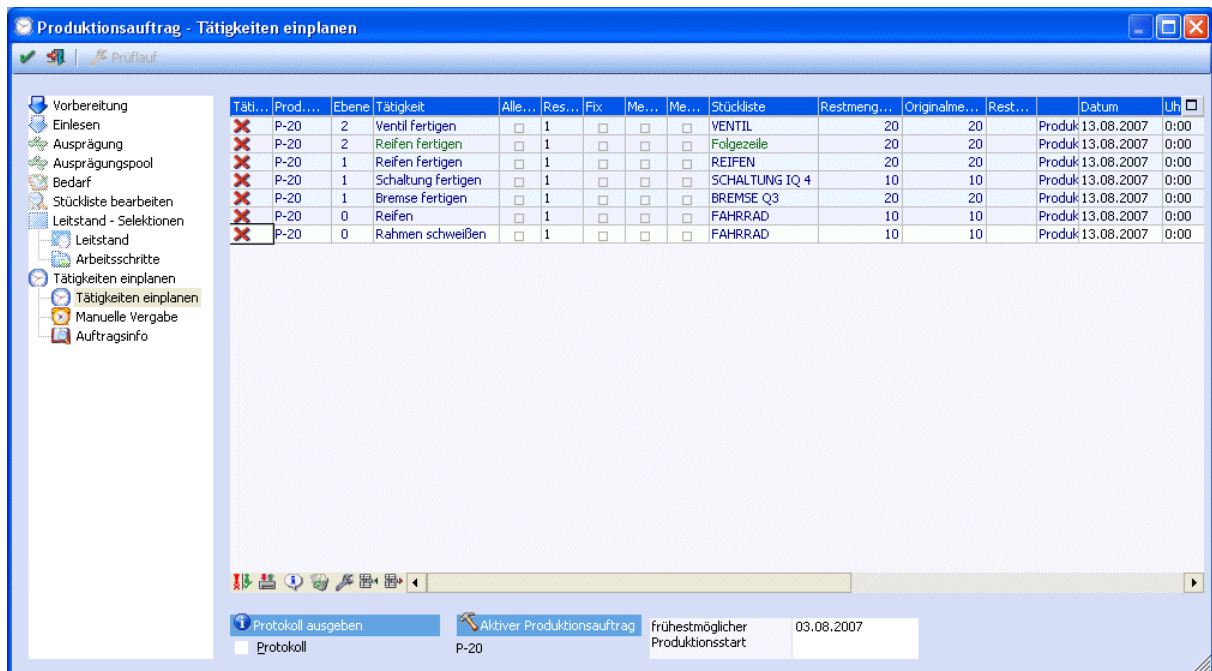 Produktionsauftrag - Tätigkeiten einplanen
Prüflauf
Vorbereitung
Einlesen
Ausprägung
Ausprägungspool
Bedarf
Stückliste bearbeiten
Leitstand - Selektionen
Leitstand
Arbeitsschritte
Tätigkeiten einplanen
Tätigkeiten einplanen
Manuelle Vergabe
Auftragsinfo
Täti... Prod.... Ebene Tätigkeit Alle... Res... Fix Me... Me... Stückliste Restmeng... Originalme... Rest... Datum Uh
P-20 2 Ventil fertigen 1 VENTIL 20 20 Produk 13.08.2007 0:00
P-20 2 Reifen fertigen 1 Folgezeile 20 20 Produk 13.08.2007 0:00
P-20 1 Reifen fertigen 1 REIFEN 20 20 Produk 13.08.2007 0:00
P-20 1 Schaltung fertigen 1 SCHALTUNG IQ 4 10 10 Produk 13.08.2007 0:00
P-20 1 Bremse fertigen 1 BREMSE Q3 20 20 Produk 13.08.2007 0:00
P-20 0 Reifen 1 FAHRRAD 10 10 Produk 13.08.2007 0:00
P-20 0 Rahmen schweißen 1 FAHRRAD 10 10 Produk 13.08.2007 0:00
Protokoll ausgeben
Protokoll
Aktiver Produktionsauftrag
P-20
frühestmöglicher
Produktionsstart
03.08.2007